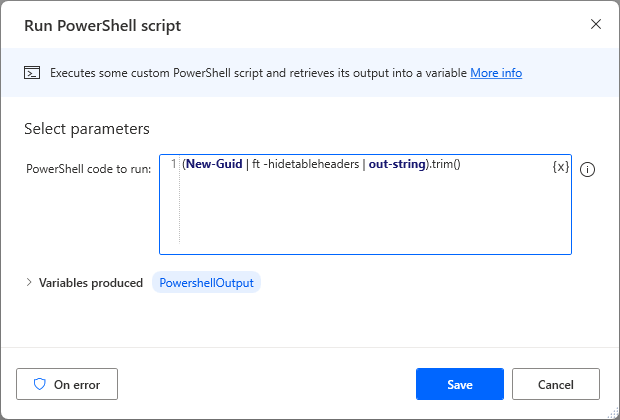 Run PowerShell script
Executes some custom PowerShell script and retrieves its output into a variable More info
Select parameters
PowerShell code to run:
1 (New-Guid | ft -hidetableheaders | out-string).trim()
{x}
Variables produced PowershellOutput
On error
Save
Cancel